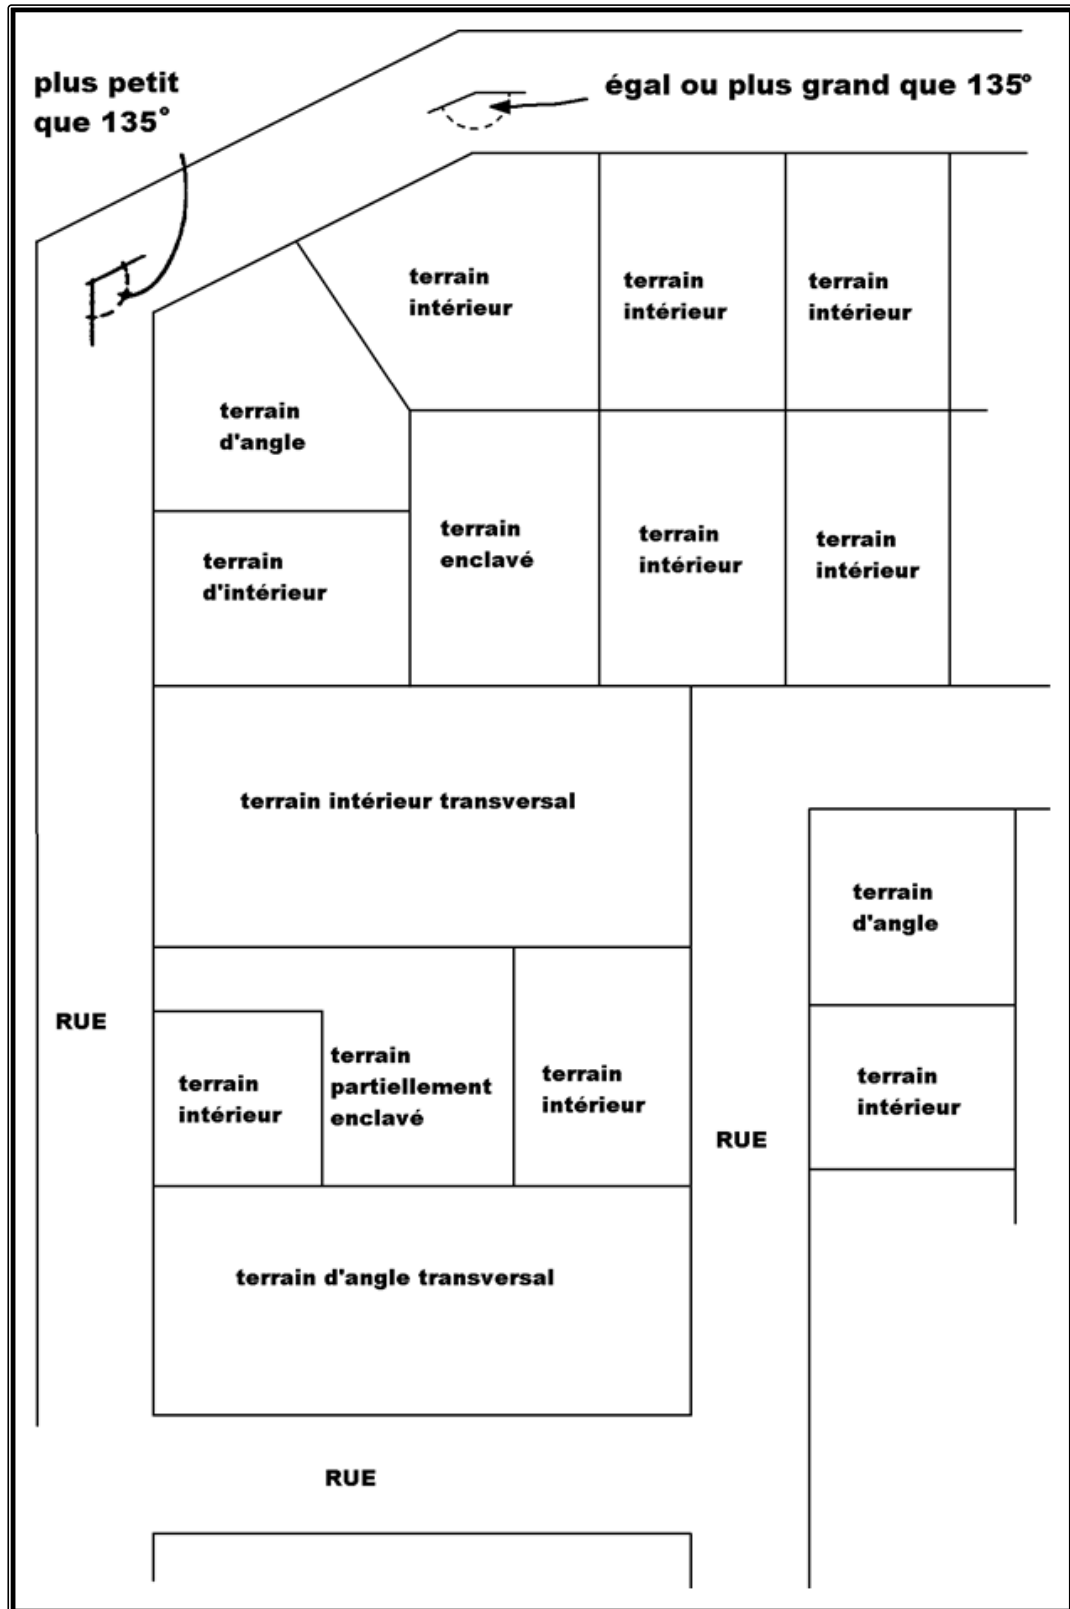 plus petit
que 135°
égal ou plus grand que 135°
terrain
intérieur
terrain
intérieur
terrain
intérieur
terrain
d'angle
terrain
enclavé
terrain
intérieur
terrain
intérieur
terrain
d'intérieur
terrain intérieur transversal
terrain
d'angle
RUE
terrain
intérieur
terrain
partiellement
enclavé
terrain
intérieur
terrain
intérieur
RUE
terrain d'angle transversal
RUE